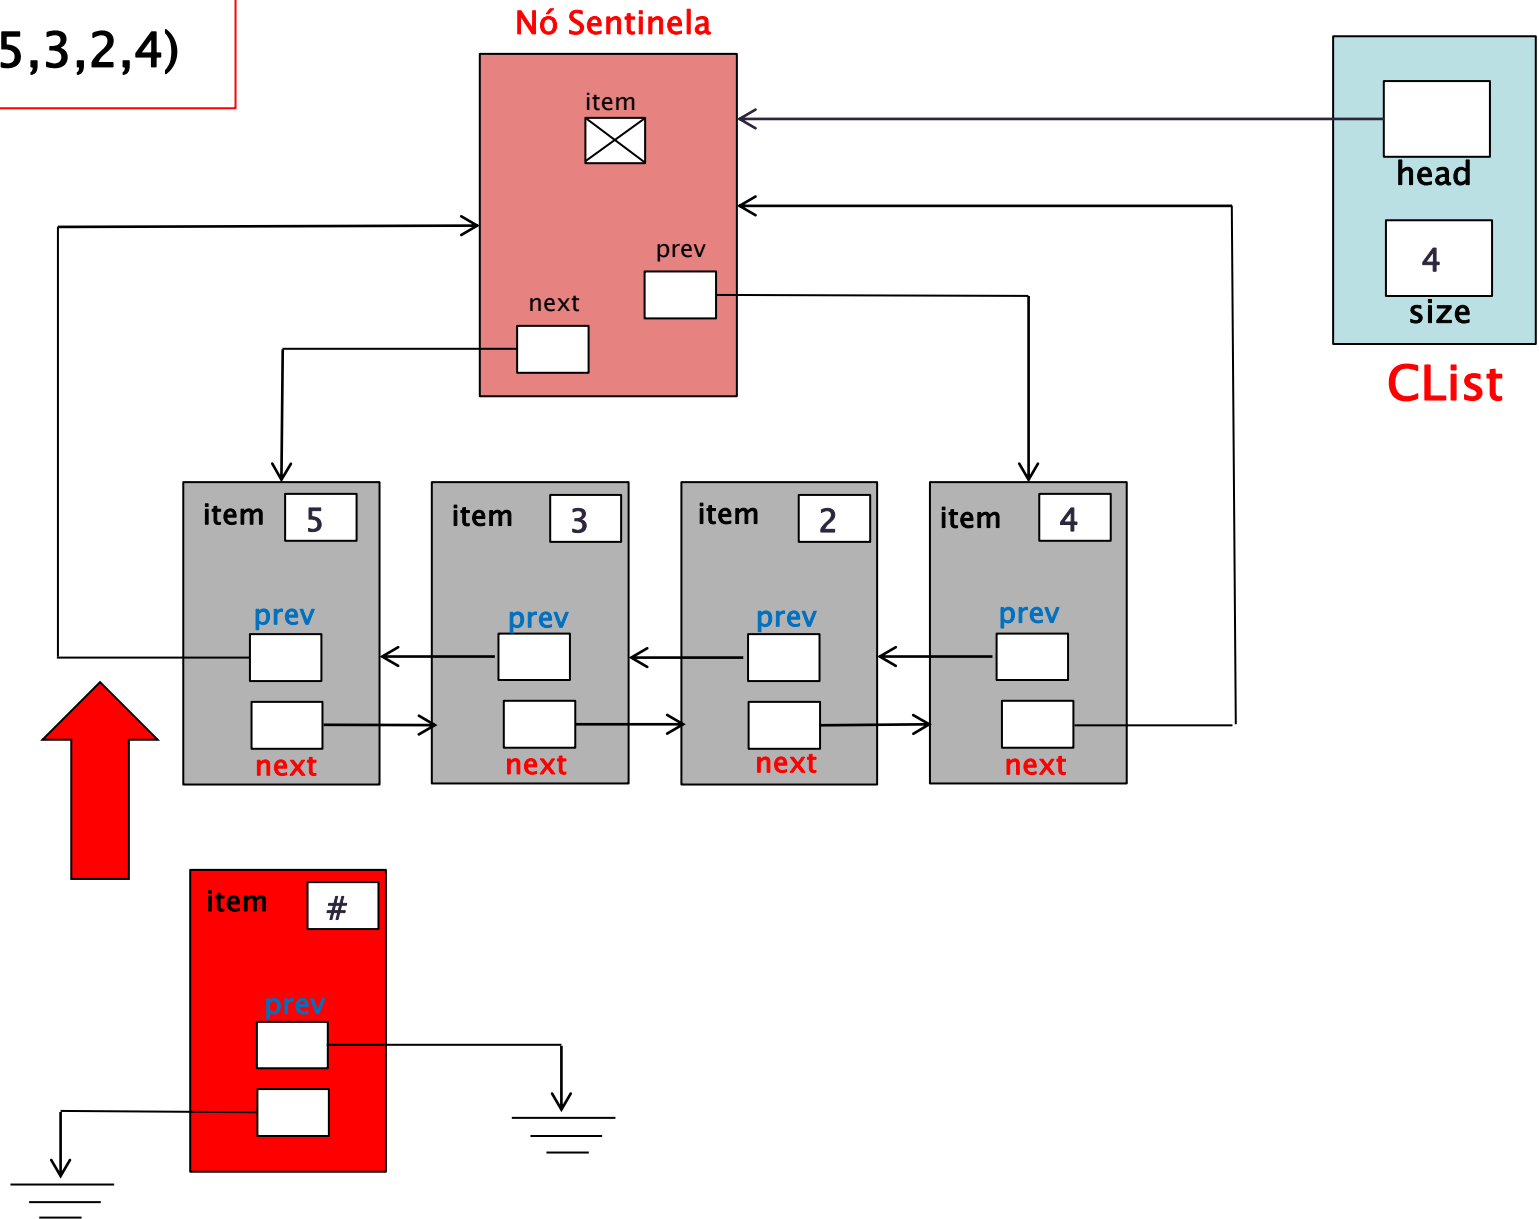 Nó Sentinela
5,3,2,4)
item
head
prev
4
next
size
CList
item 5
item 3
item 2
item 4
prev
prev
prev
prev
next
next
next
next
item #
prev